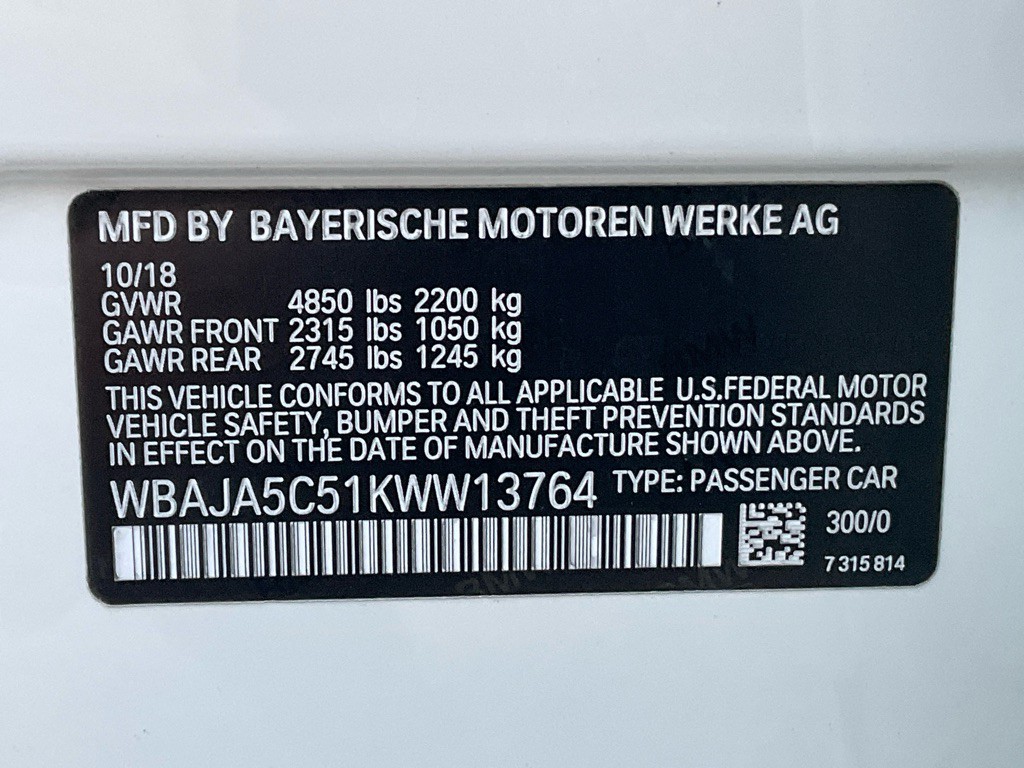 MFD BY BAYERISCHE MOTOREN WERKE AG
10/18
GVWR 4850 lbs 2200 kg
GAWR FRONT 2315 lbs 1050 kg
GAWR REAR 2745 lbs 1245 kg
THIS VEHICLE CONFORMS TO ALL APPLICABLE U.S.FEDERAL MOTOR
VEHICLE SAFETY, BUMPER AND THEFT PREVENTION STANDARDS
IN EFFECT ON THE DATE OF MANUFACTURE SHOWN ABOVE.
WBAJA5C51KWW13764 TYPE: PASSENGER CAR
300/0
7 315 814
BMW
BMW
BMW